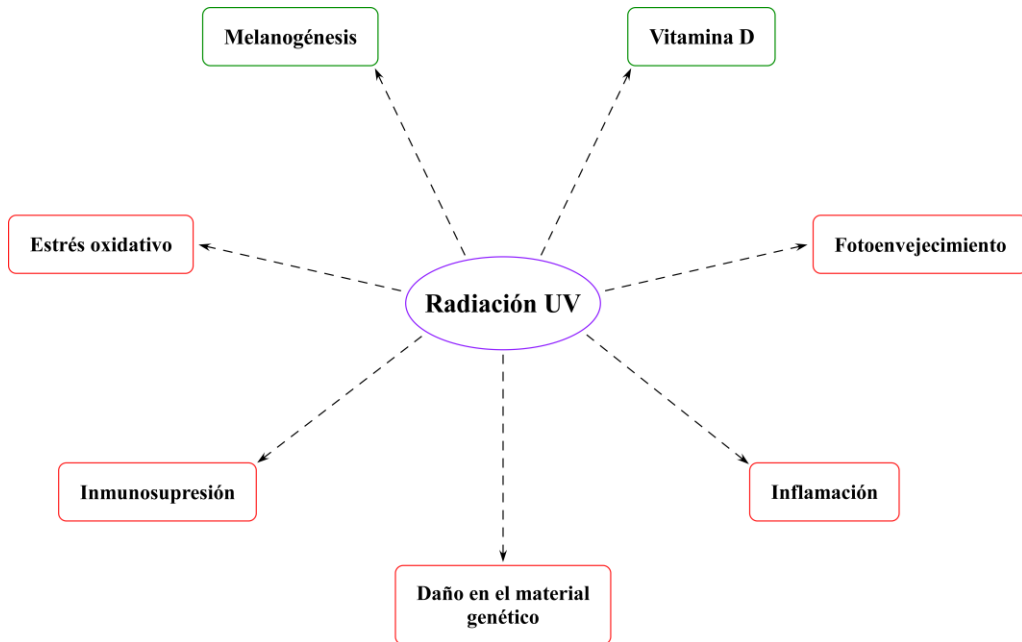 Melanogénesis
Vitamina D
Estrés oxidativo
Fotoenvejecimiento
Radiación UV
Inmunosupresión
Inflamación
Daño en el material
genético